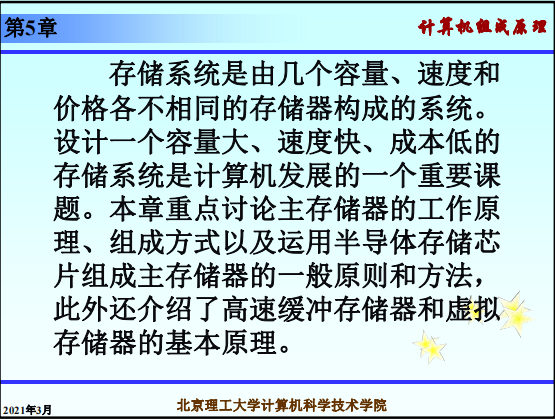 第5章
计算机组成原理
存储系统是由几个容量、速度和
价格各不相同的存储器构成的系统。
设计一个容量大、速度快、成本低的
存储系统是计算机发展的一个重要课
题。本章重点讨论主存储器的工作原
理、组成方式以及运用半导体存储芯
片组成主存储器的一般原则和方法，
此外还介绍了高速缓冲存储器和虚拟
存储器的基本原理。
2021年3月
北京理工大学计算机科学技术学院